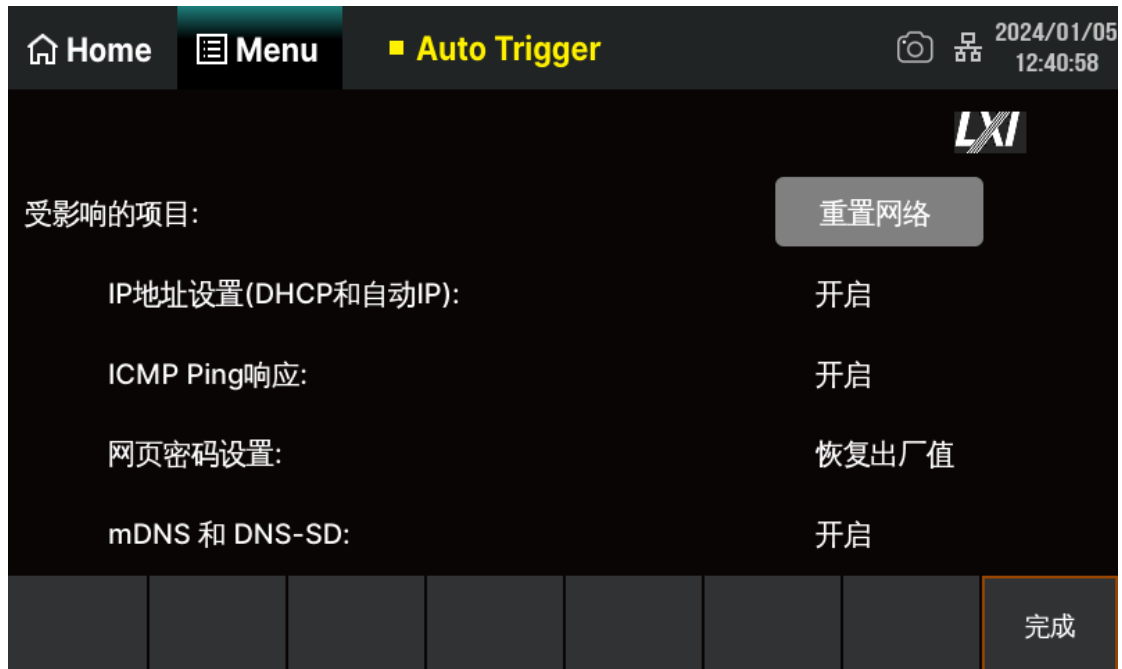 Home Menu Auto Trigger 2024/01/05
12:40:58
LXI
受影响的项目: 重置网络
IP地址设置(DHCP和自动IP): 开启
ICMP Ping响应: 开启
网页密码设置: 恢复出厂值
mDNS 和 DNS-SD: 开启
完成